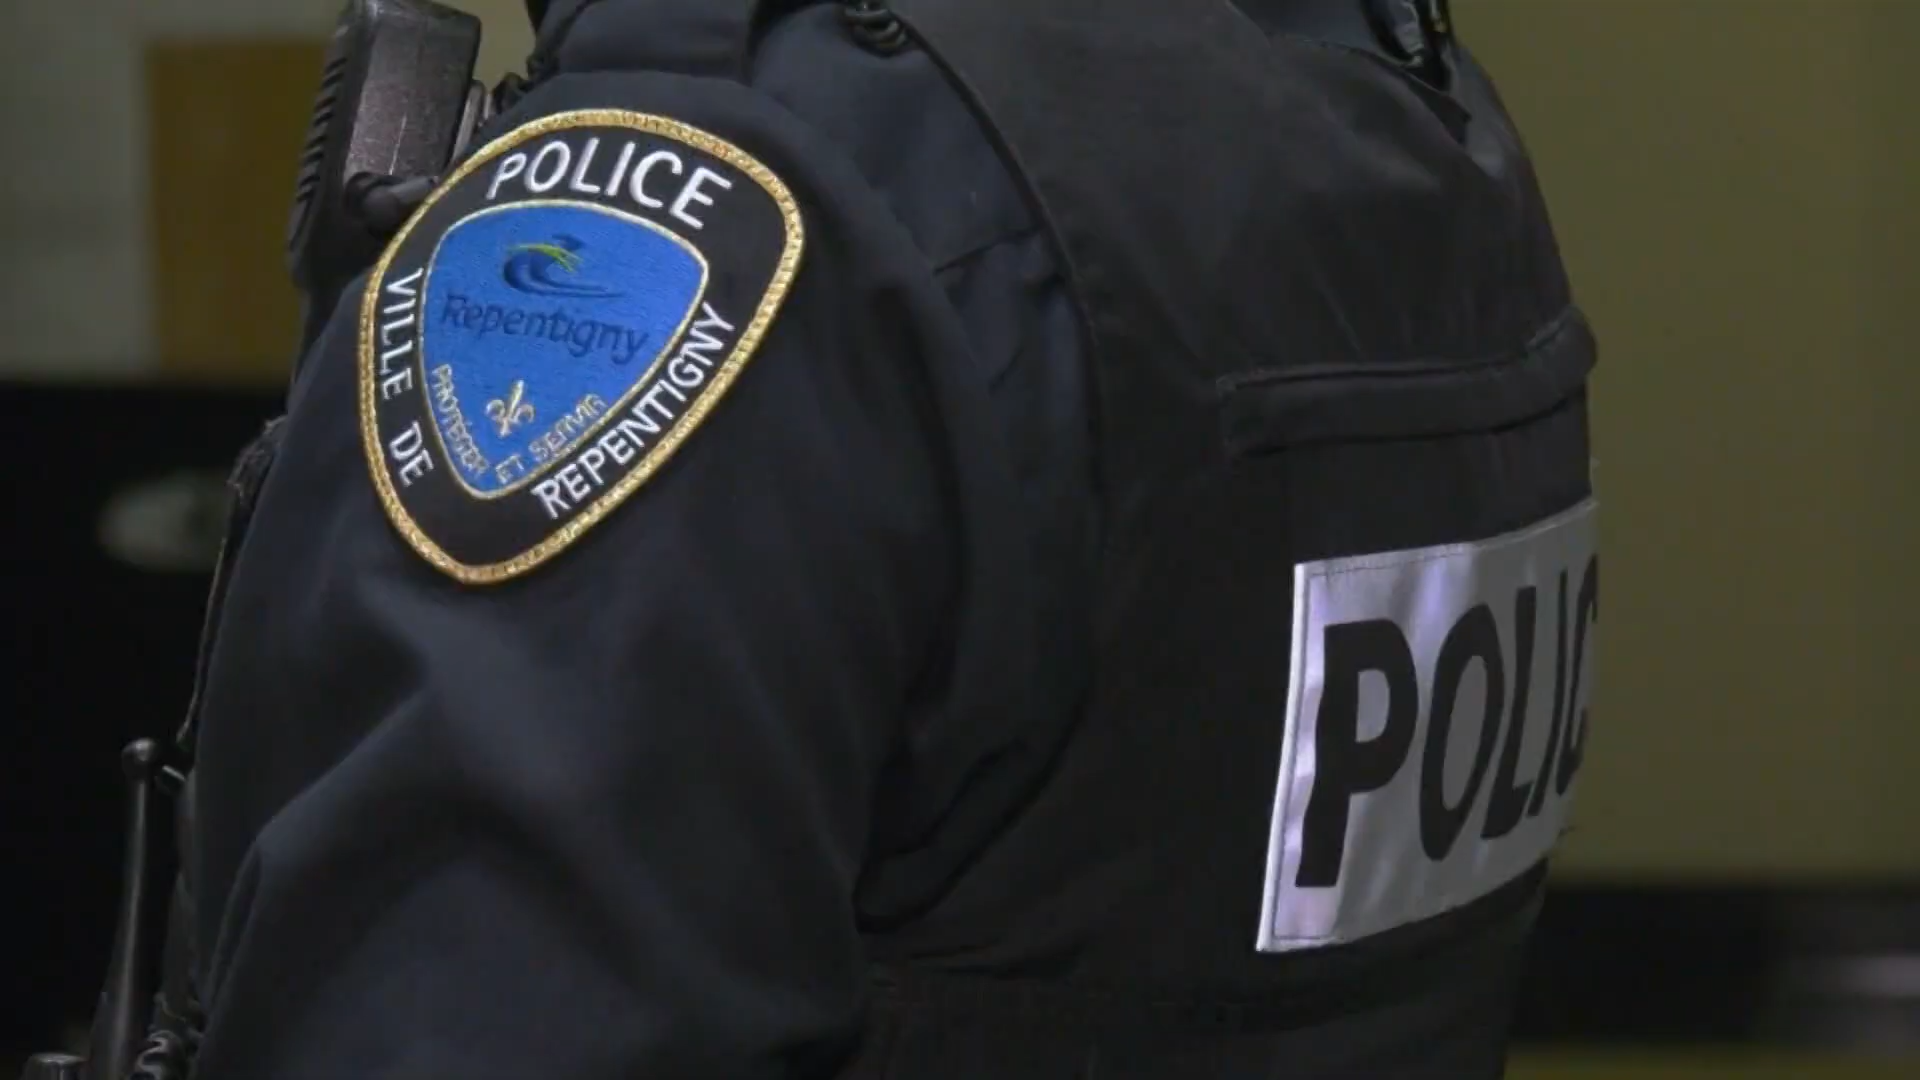 POLICE
Repentigny
PROTÉGER ET SERVIR
VILLE DE REPENTIGNY
POLIC